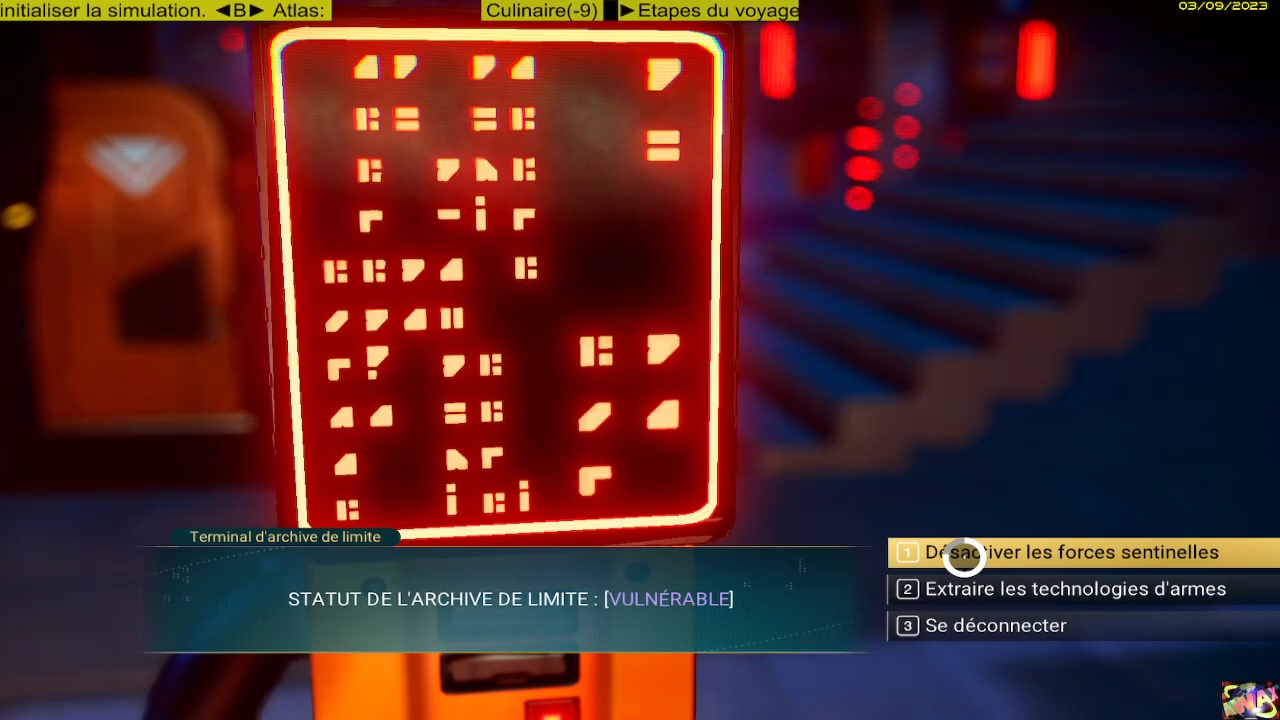 initialiser la simulation. ◄B► Atlas:
Culinaire(-9) █►Etapes du voyage
03/09/2023
Terminal d'archive de limite
STATUT DE L'ARCHIVE DE LIMITE : [VULNÉRABLE]
1 Désactiver les forces sentinelles
2 Extraire les technologies d'armes
3 Se déconnecter